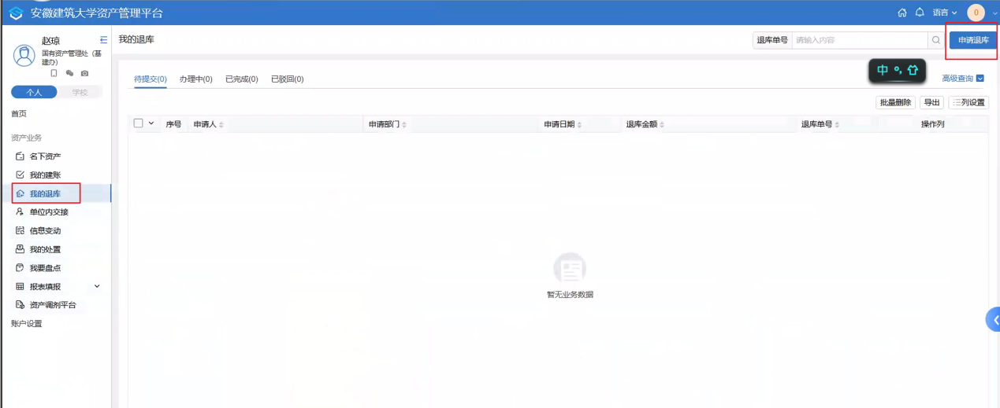 安徽建筑大学资产管理平台
语言
0
赵琼
国有资产管理处（基
建办）
个人
学校
首页
资产业务
名下资产
我的建账
我的退库
单位内交接
信息变动
我的处置
我要盘点
报表填报
资产调剂平台
账户设置
我的退库
退库单号
请输入内容
申请退库
中 °,
待提交(0)
办理中(0)
已完成(0)
已驳回(0)
高级查询
批量删除
导出
列设置
序号
申请人
申请部门
申请日期
退库金额
退库单号
操作列
暂无业务数据